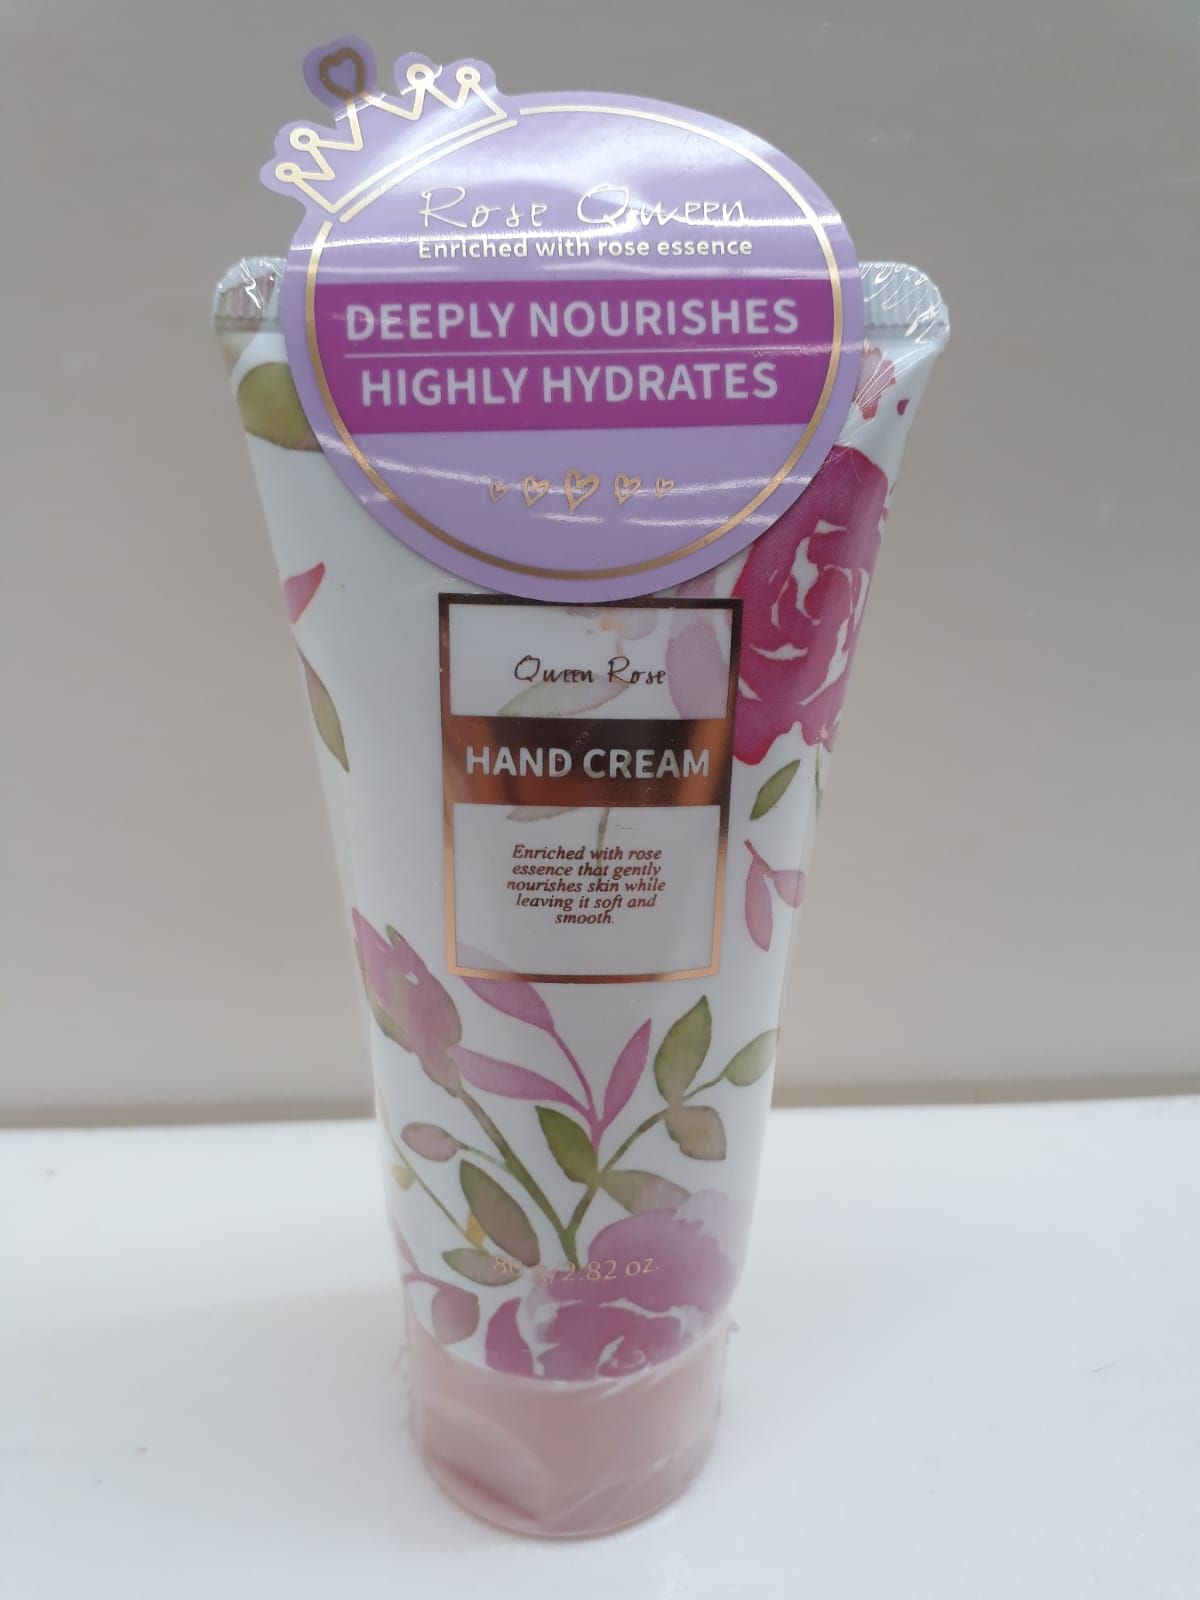 Rose Queen
Enriched with rose essence
DEEPLY NOURISHES
HIGHLY HYDRATES
Queen Rose
HAND CREAM
Enriched with rose
essence that gently
nourishes skin while
leaving it soft and
smooth.
80 g/2.82 oz.